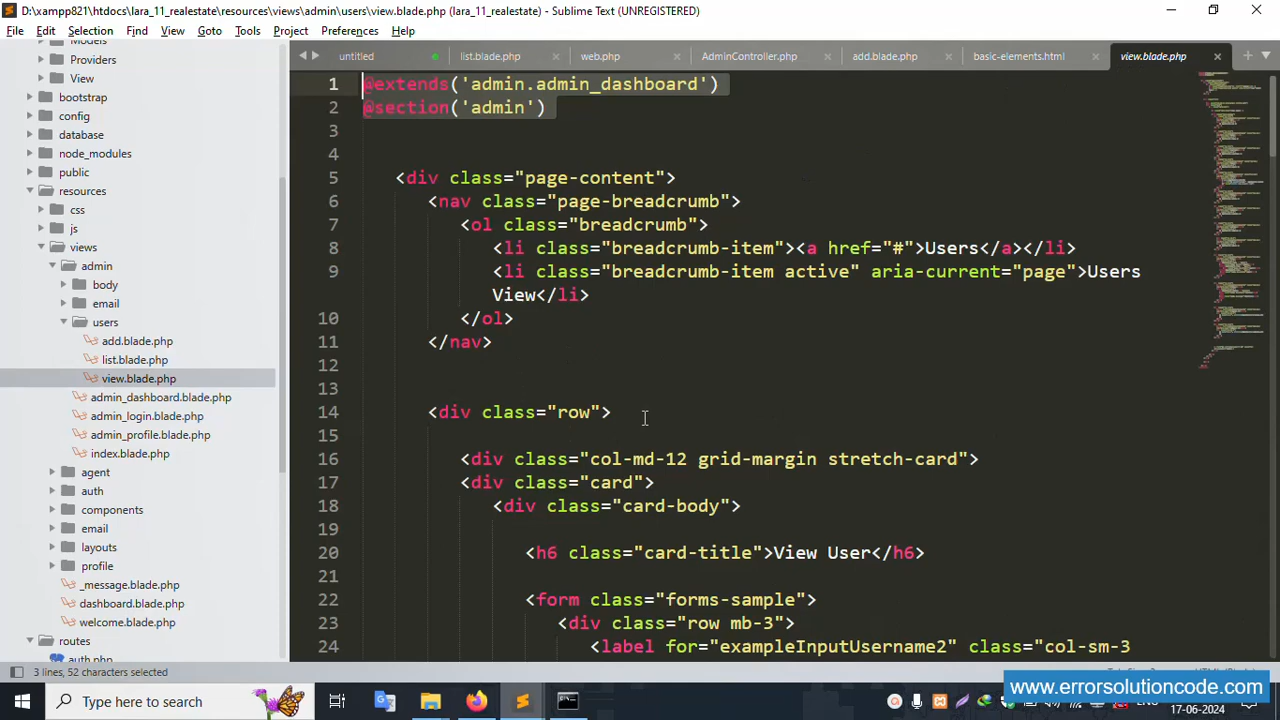 D:\xampp821\htdocs\lara_11_realestate\resources\views\admin\users\view.blade.php (lara_11_realestate) - Sublime Text (UNREGISTERED)
File Edit Selection Find View Goto Tools Project Preferences Help
untitled list.blade.php web.php AdminController.php add.blade.php basic-elements.html view.blade.php
Models
Providers
View
bootstrap
config
database
node_modules
public
resources
css
js
views
admin
body
email
users
add.blade.php
list.blade.php
view.blade.php
admin_dashboard.blade.php
admin_login.blade.php
admin_profile.blade.php
index.blade.php
agent
auth
components
email
layouts
profile
_message.blade.php
dashboard.blade.php
welcome.blade.php
routes
auth.php
1 @extends('admin.admin_dashboard')
2 @section('admin')
3
4
5 <div class="page-content">
6 <nav class="page-breadcrumb">
7 <ol class="breadcrumb">
8 <li class="breadcrumb-item"><a href="#">Users</a></li>
9 <li class="breadcrumb-item active" aria-current="page">Users
View</li>
10 </ol>
11 </nav>
12
13
14 <div class="row">
15
16 <div class="col-md-12 grid-margin stretch-card">
17 <div class="card">
18 <div class="card-body">
19
20 <h6 class="card-title">View User</h6>
21
22 <form class="forms-sample">
23 <div class="row mb-3">
24 <label for="exampleInputUsername2" class="col-sm-3
3 lines, 52 characters selected
www.errorsolutioncode.com
Type here to search
17-06-2024